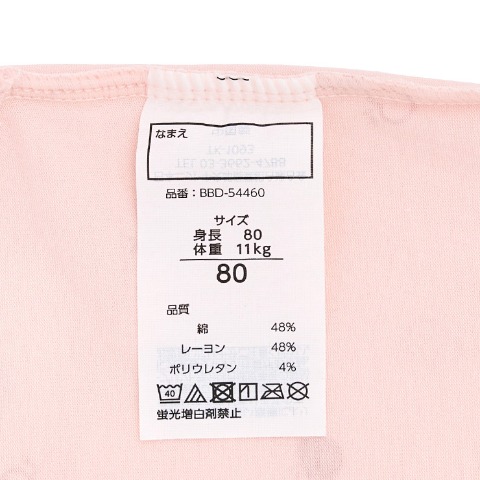 なまえ
品番：BBD-54460
サイズ
身長 80
体重 11kg
80
品質
綿 48%
レーヨン 48%
ポリウレタン 4%
40
蛍光増白剤禁止